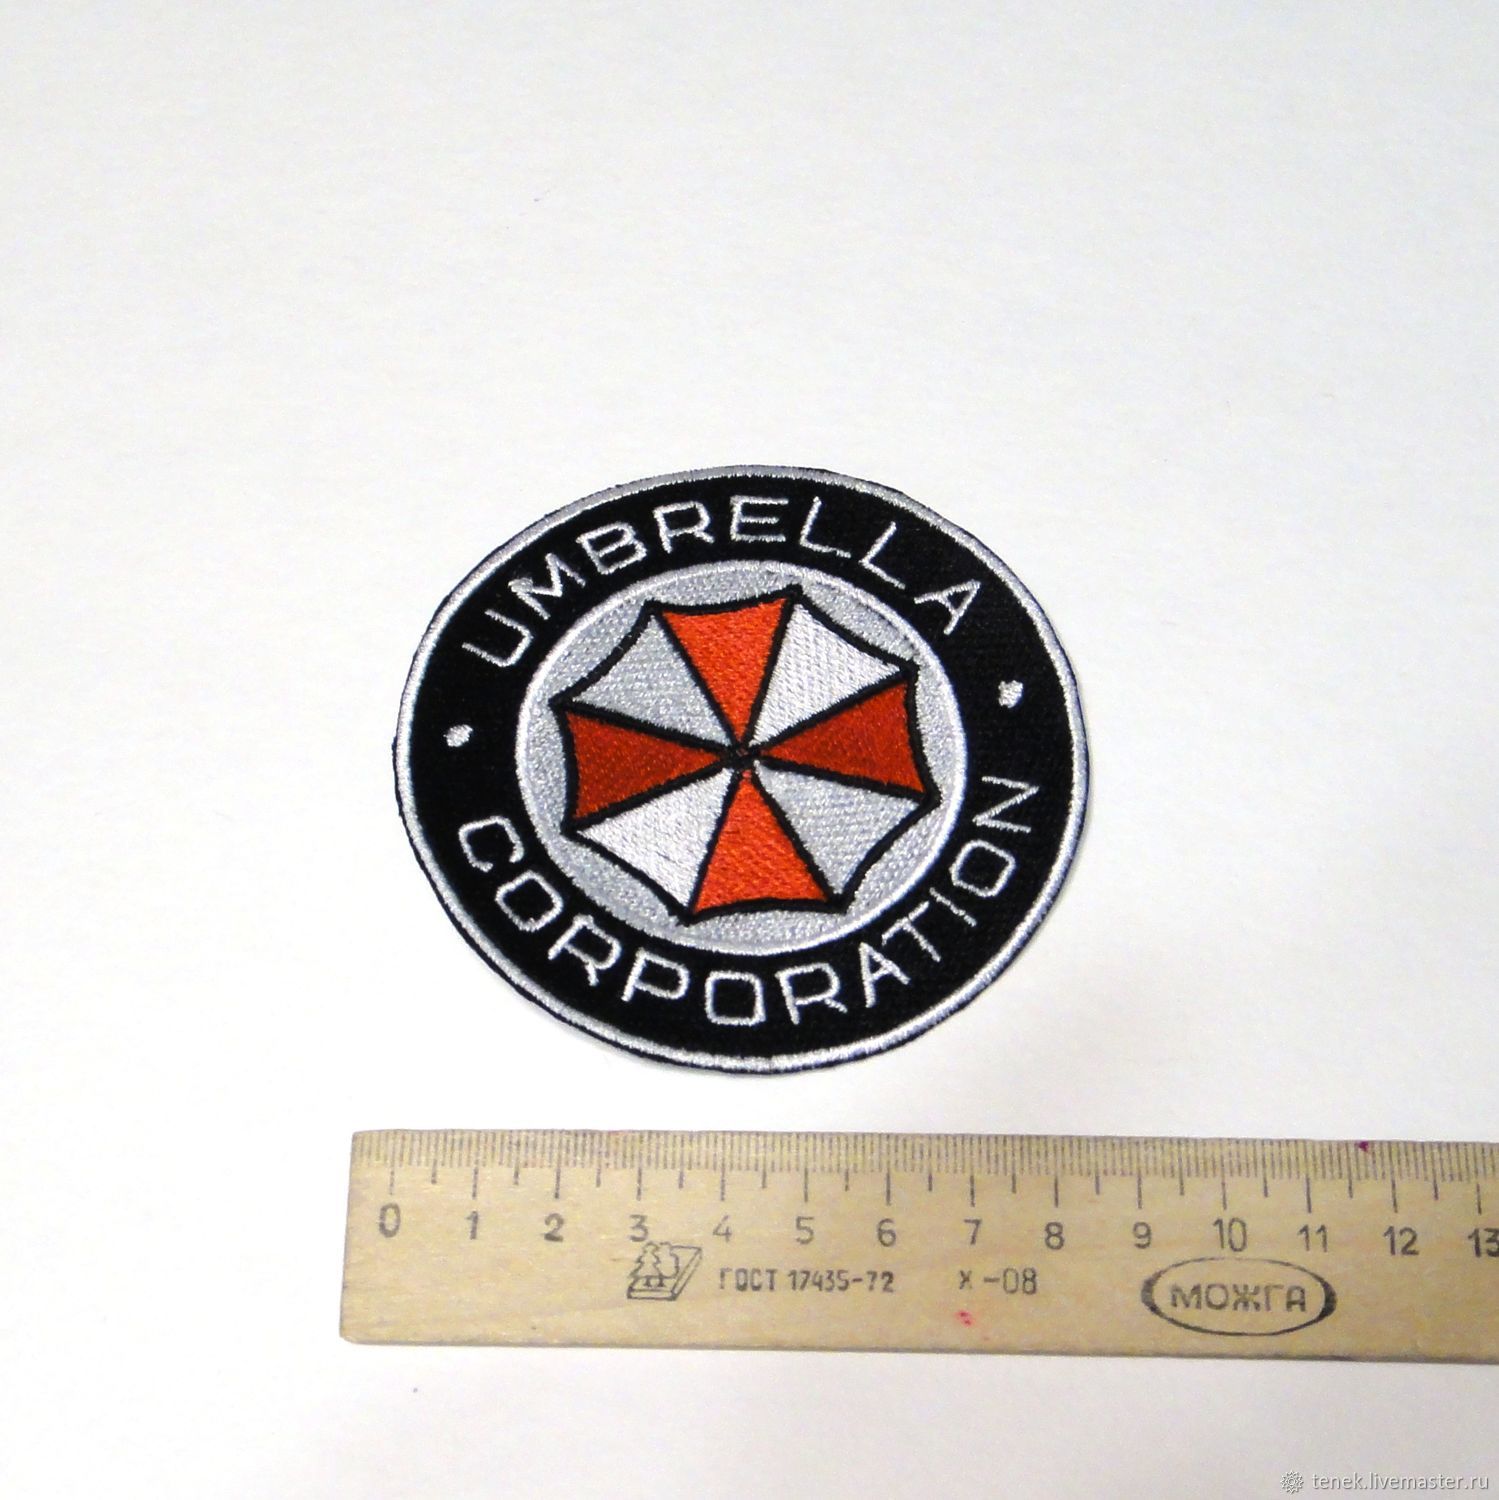 UMBRELLA
CORPORATION
0 1 2 3 4 5 6 7 8 9 10 11 12 13
ГОСТ 17435-72 Х-08 МОЖГА
tenek.livemaster.ru